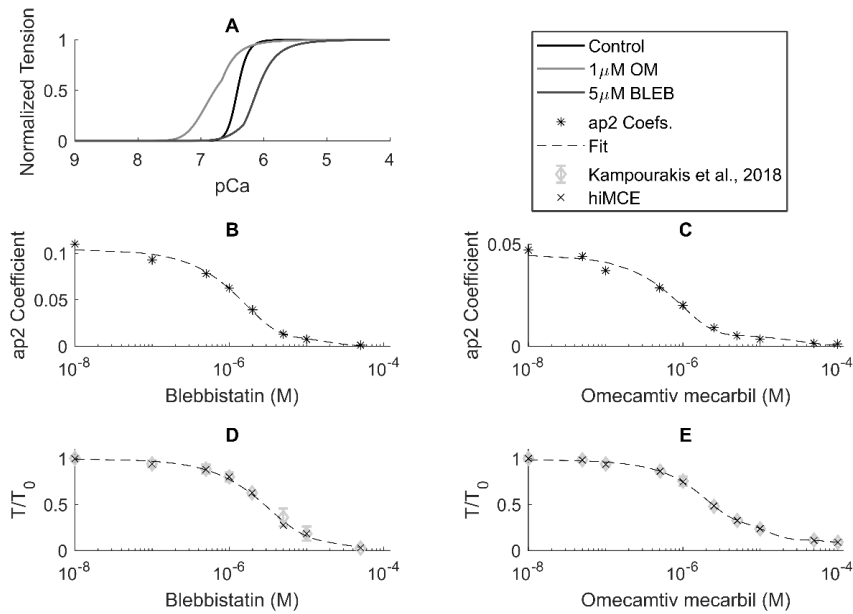 A
Normalized Tension
1
0.5
0
9
8
7
6
5
4
pCa
Control
1μM OM
5μM BLEB
ap2 Coefs.
Fit
Kampourakis et al., 2018
hiMCE
B
ap2 Coefficient
0.1
0.05
0
10-8
10-6
10-4
Blebbistatin (M)
C
ap2 Coefficient
0.05
0
10-8
10-6
10-4
Omecamtiv mecarbil (M)
D
T/T0
1
0.5
0
10-8
10-6
10-4
Blebbistatin (M)
E
T/T0
1
0.5
0
10-8
10-6
10-4
Omecamtiv mecarbil (M)